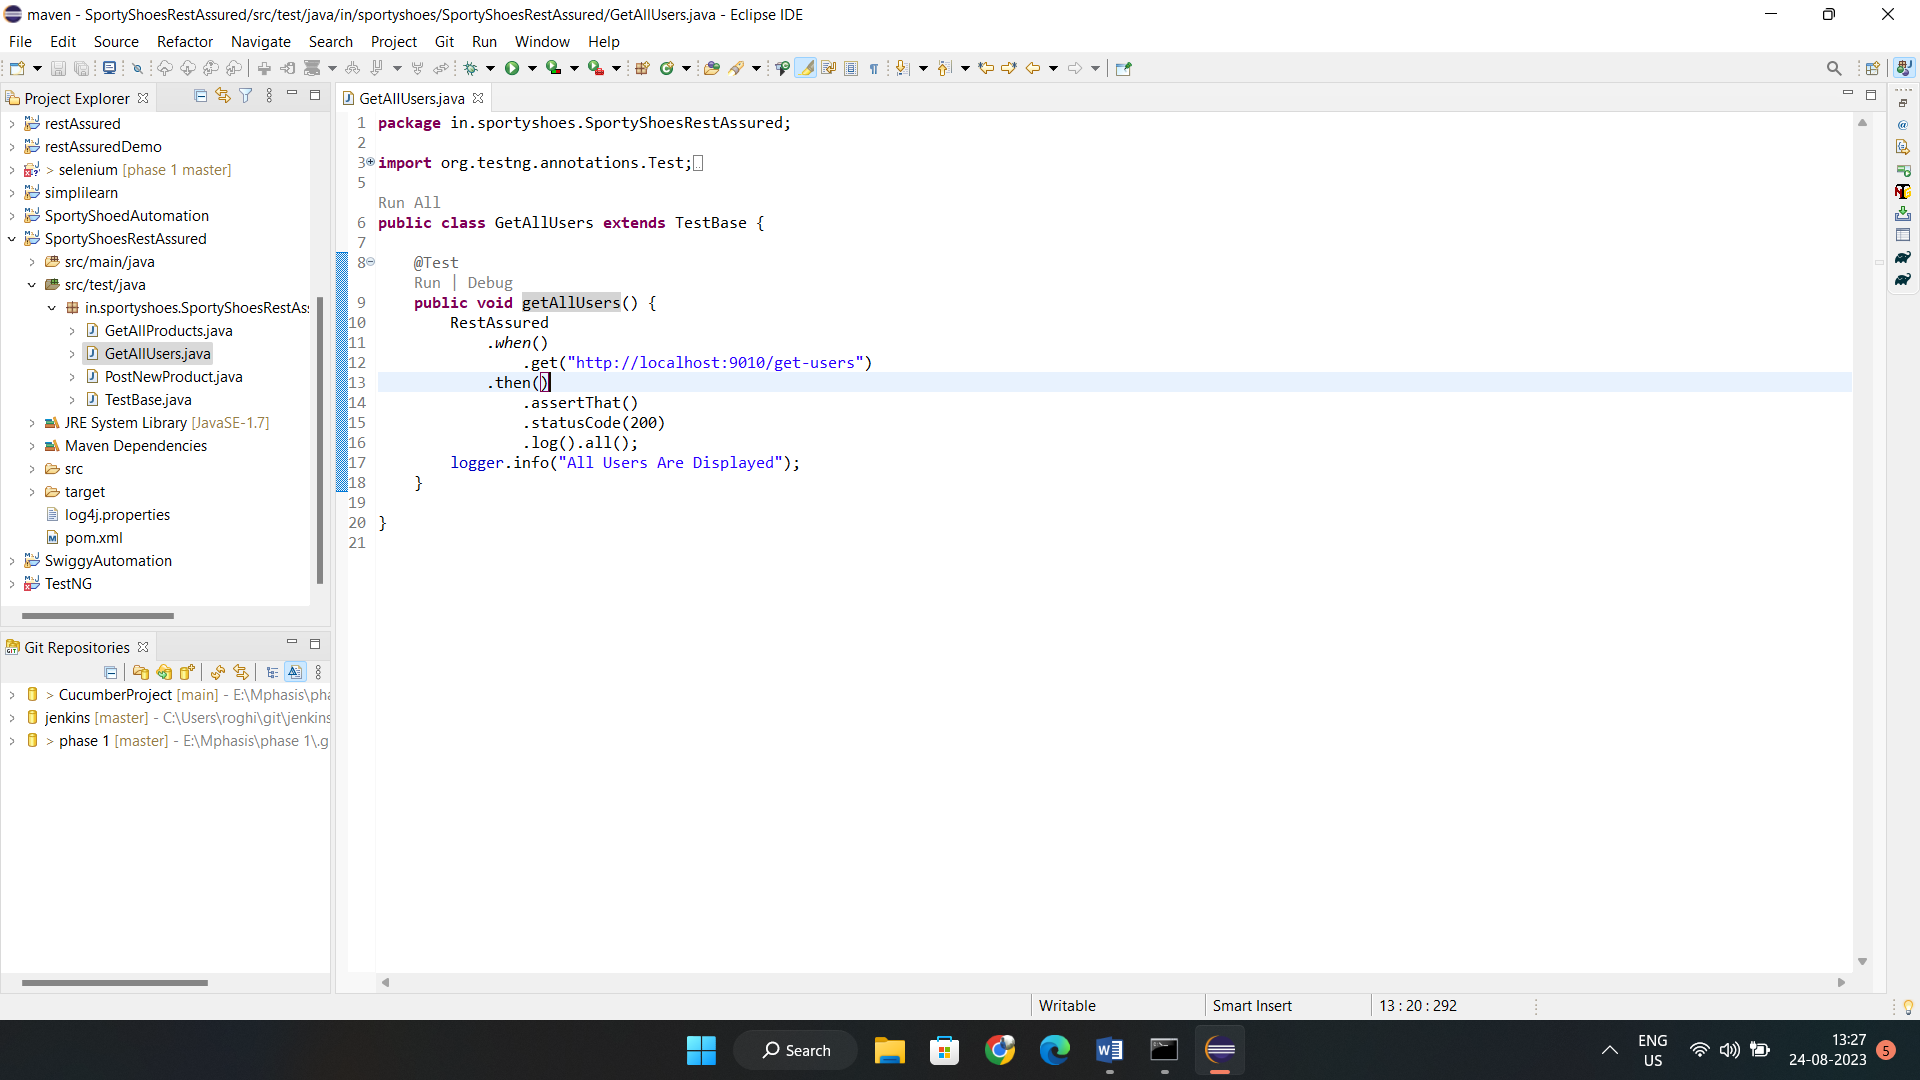 maven - SportyShoesRestAssured/src/test/java/in/sportyshoes/SportyShoesRestAssured/GetAllUsers.java - Eclipse IDE
File Edit Source Refactor Navigate Search Project Git Run Window Help
Project Explorer
restAssured
restAssuredDemo
> selenium [phase 1 master]
simplilearn
SportyShoedAutomation
SportyShoesRestAssured
src/main/java
src/test/java
in.sportyshoes.SportyShoesRestAs
GetAllProducts.java
GetAllUsers.java
PostNewProduct.java
TestBase.java
JRE System Library [JavaSE-1.7]
Maven Dependencies
src
target
log4j.properties
pom.xml
SwiggyAutomation
TestNG
Git Repositories
> CucumberProject [main] - E:\Mphasis\pha
jenkins [master] - C:\Users\roghi\git\jenkins
> phase 1 [master] - E:\Mphasis\phase 1\.g
GetAllUsers.java
1 package in.sportyshoes.SportyShoesRestAssured;
2
3 import org.testng.annotations.Test;
5
Run All
6 public class GetAllUsers extends TestBase {
7
8 @Test
Run | Debug
9 public void getAllUsers() {
10 RestAssured
11 .when()
12 .get("http://localhost:9010/get-users")
13 .then()
14 .assertThat()
15 .statusCode(200)
16 .log().all();
17 logger.info("All Users Are Displayed");
18 }
19
20 }
21
Writable Smart Insert 13 : 20 : 292
Search
ENG
US
13:27
24-08-2023
5